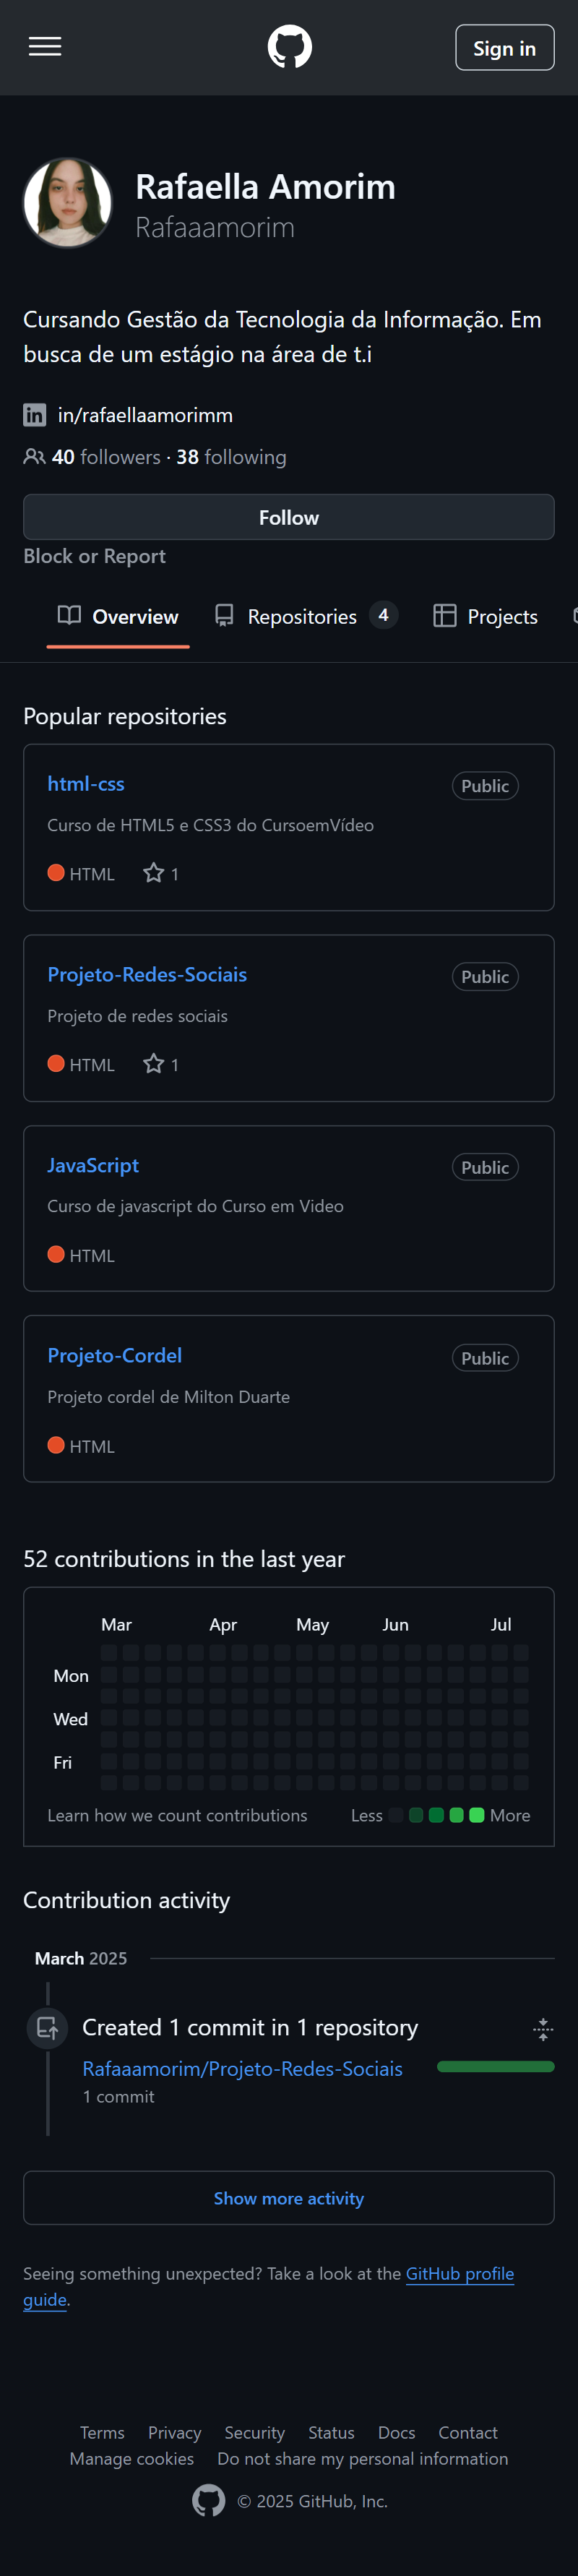 Sign in
Rafaella Amorim
Rafaaamorim
Cursando Gestão da Tecnologia da Informação. Em
busca de um estágio na área de t.i
in/rafaellaamorimm
40 followers · 38 following
Follow
Block or Report
Overview Repositories 4 Projects
Popular repositories
html-css Public
Curso de HTML5 e CSS3 do CursoemVídeo
HTML 1
Projeto-Redes-Sociais Public
Projeto de redes sociais
HTML 1
JavaScript Public
Curso de javascript do Curso em Video
HTML
Projeto-Cordel Public
Projeto cordel de Milton Duarte
HTML
52 contributions in the last year
Mar Apr May Jun Jul
Mon
Wed
Fri
Learn how we count contributions Less More
Contribution activity
March 2025
Created 1 commit in 1 repository
Rafaaamorim/Projeto-Redes-Sociais
1 commit
Show more activity
Seeing something unexpected? Take a look at the GitHub profile
guide.
Terms Privacy Security Status Docs Contact
Manage cookies Do not share my personal information
© 2025 GitHub, Inc.